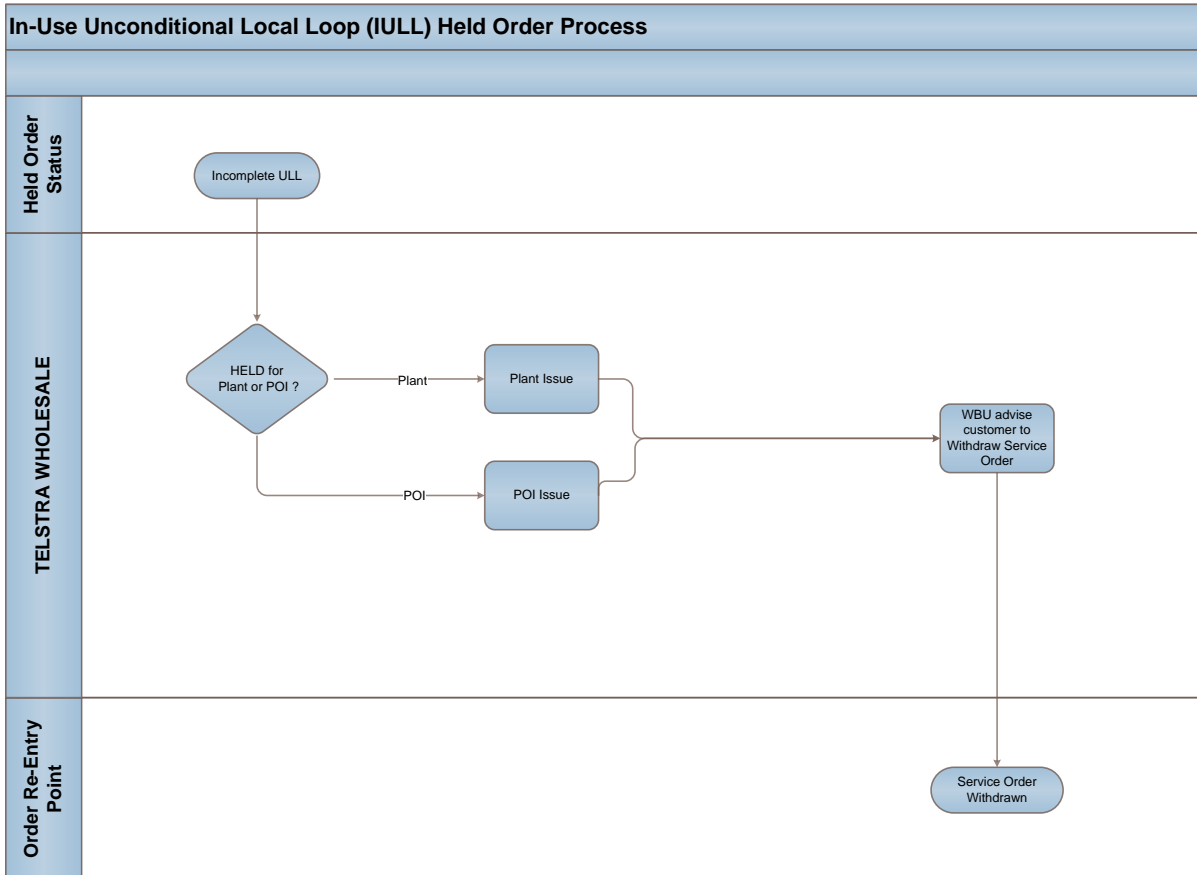 In-Use Unconditional Local Loop (IULL) Held Order Process
Held Order
Status
Incomplete ULL
TELSTRA WHOLESALE
HELD for
Plant or POI ?
Plant
Plant Issue
POI
POI Issue
WBU advise
customer to
Withdraw Service
Order
Order Re-Entry
Point
Service Order
Withdrawn